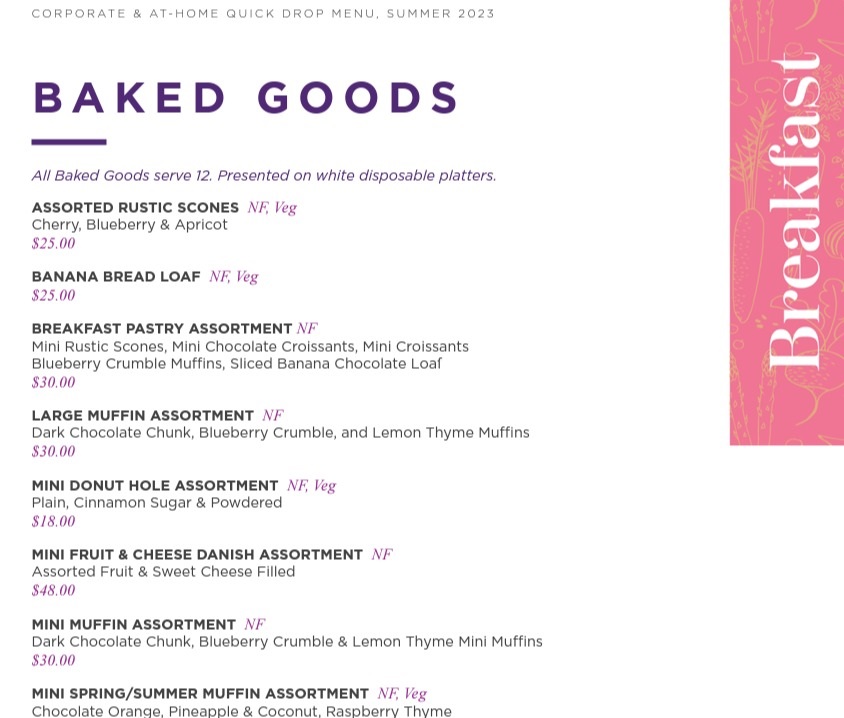 CORPORATE & AT-HOME QUICK DROP MENU, SUMMER 2023
BAKED GOODS
All Baked Goods serve 12. Presented on white disposable platters.
ASSORTED RUSTIC SCONES NF, Veg
Cherry, Blueberry & Apricot
$25.00
BANANA BREAD LOAF NF, Veg
$25.00
BREAKFAST PASTRY ASSORTMENT NF
Mini Rustic Scones, Mini Chocolate Croissants, Mini Croissants
Blueberry Crumble Muffins, Sliced Banana Chocolate Loaf
$30.00
LARGE MUFFIN ASSORTMENT NF
Dark Chocolate Chunk, Blueberry Crumble, and Lemon Thyme Muffins
$30.00
MINI DONUT HOLE ASSORTMENT NF, Veg
Plain, Cinnamon Sugar & Powdered
$18.00
MINI FRUIT & CHEESE DANISH ASSORTMENT NF
Assorted Fruit & Sweet Cheese Filled
$48.00
MINI MUFFIN ASSORTMENT NF
Dark Chocolate Chunk, Blueberry Crumble & Lemon Thyme Mini Muffins
$30.00
MINI SPRING/SUMMER MUFFIN ASSORTMENT NF, Veg
Chocolate Orange, Pineapple & Coconut, Raspberry Thyme
Breakfast